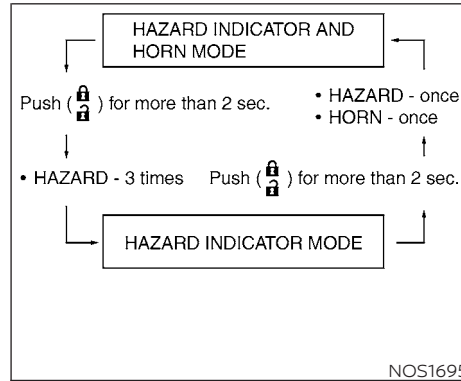 HAZARD INDICATOR AND
HORN MODE
Push ( ) for more than 2 sec.
• HAZARD - once
• HORN - once
• HAZARD - 3 times
Push ( ) for more than 2 sec.
HAZARD INDICATOR MODE
NOS1695